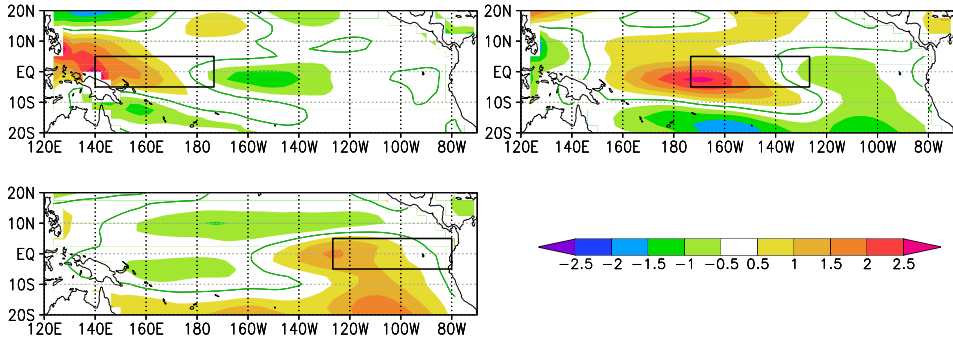 20N 20N
10N 10N
EQ EQ
10S 10S
20S 20S
120E 140E 160E 180 160W 140W 120W 100W 80W 120E 140E 160E 180 160W 140W 120W 100W 80W
20N
10N
EQ
10S
20S
120E 140E 160E 180 160W 140W 120W 100W 80W
−2.5 −2 −1.5 −1 −0.5 0.5 1 1.5 2 2.5